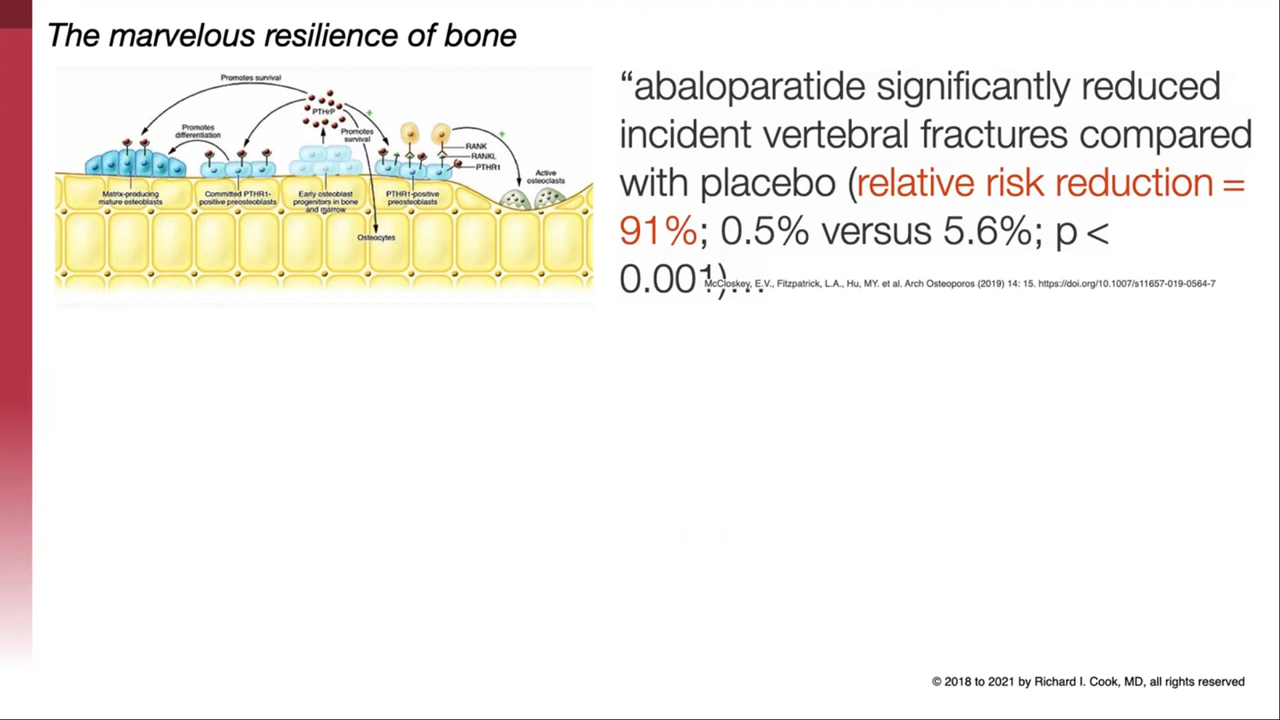 The marvelous resilience of bone
Promotes survival
PTHrP
Promotes
differentiation
Promotes
survival
RANK
RANKL
PTHR1
Active
osteoclasts
Matrix-producing
mature osteoblasts
Committed PTHR1-
positive preosteoblasts
Early osteoblast
progenitors in bone
and marrow
PTHR1-positive
preosteoblasts
Osteocytes
“abaloparatide significantly reduced
incident vertebral fractures compared
with placebo (relative risk reduction =
91%; 0.5% versus 5.6%; p <
0.001)…
McCloskey, E.V., Fitzpatrick, L.A., Hu, MY. et al. Arch Osteoporos (2019) 14: 15. https://doi.org/10.1007/s11657-019-0564-7
© 2018 to 2021 by Richard I. Cook, MD, all rights reserved